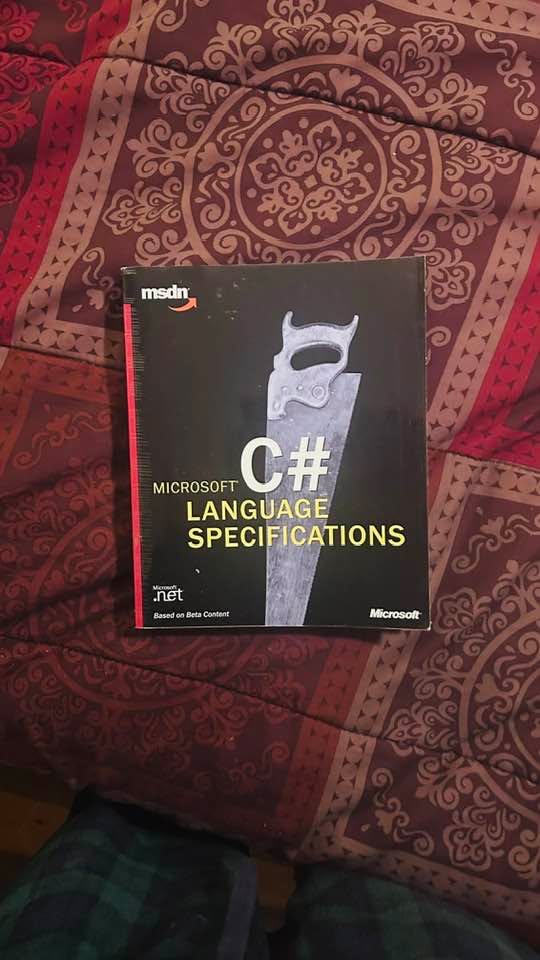 msdn
C#
MICROSOFT
LANGUAGE
SPECIFICATIONS
Microsoft
.net
Based on Beta Content
Microsoft